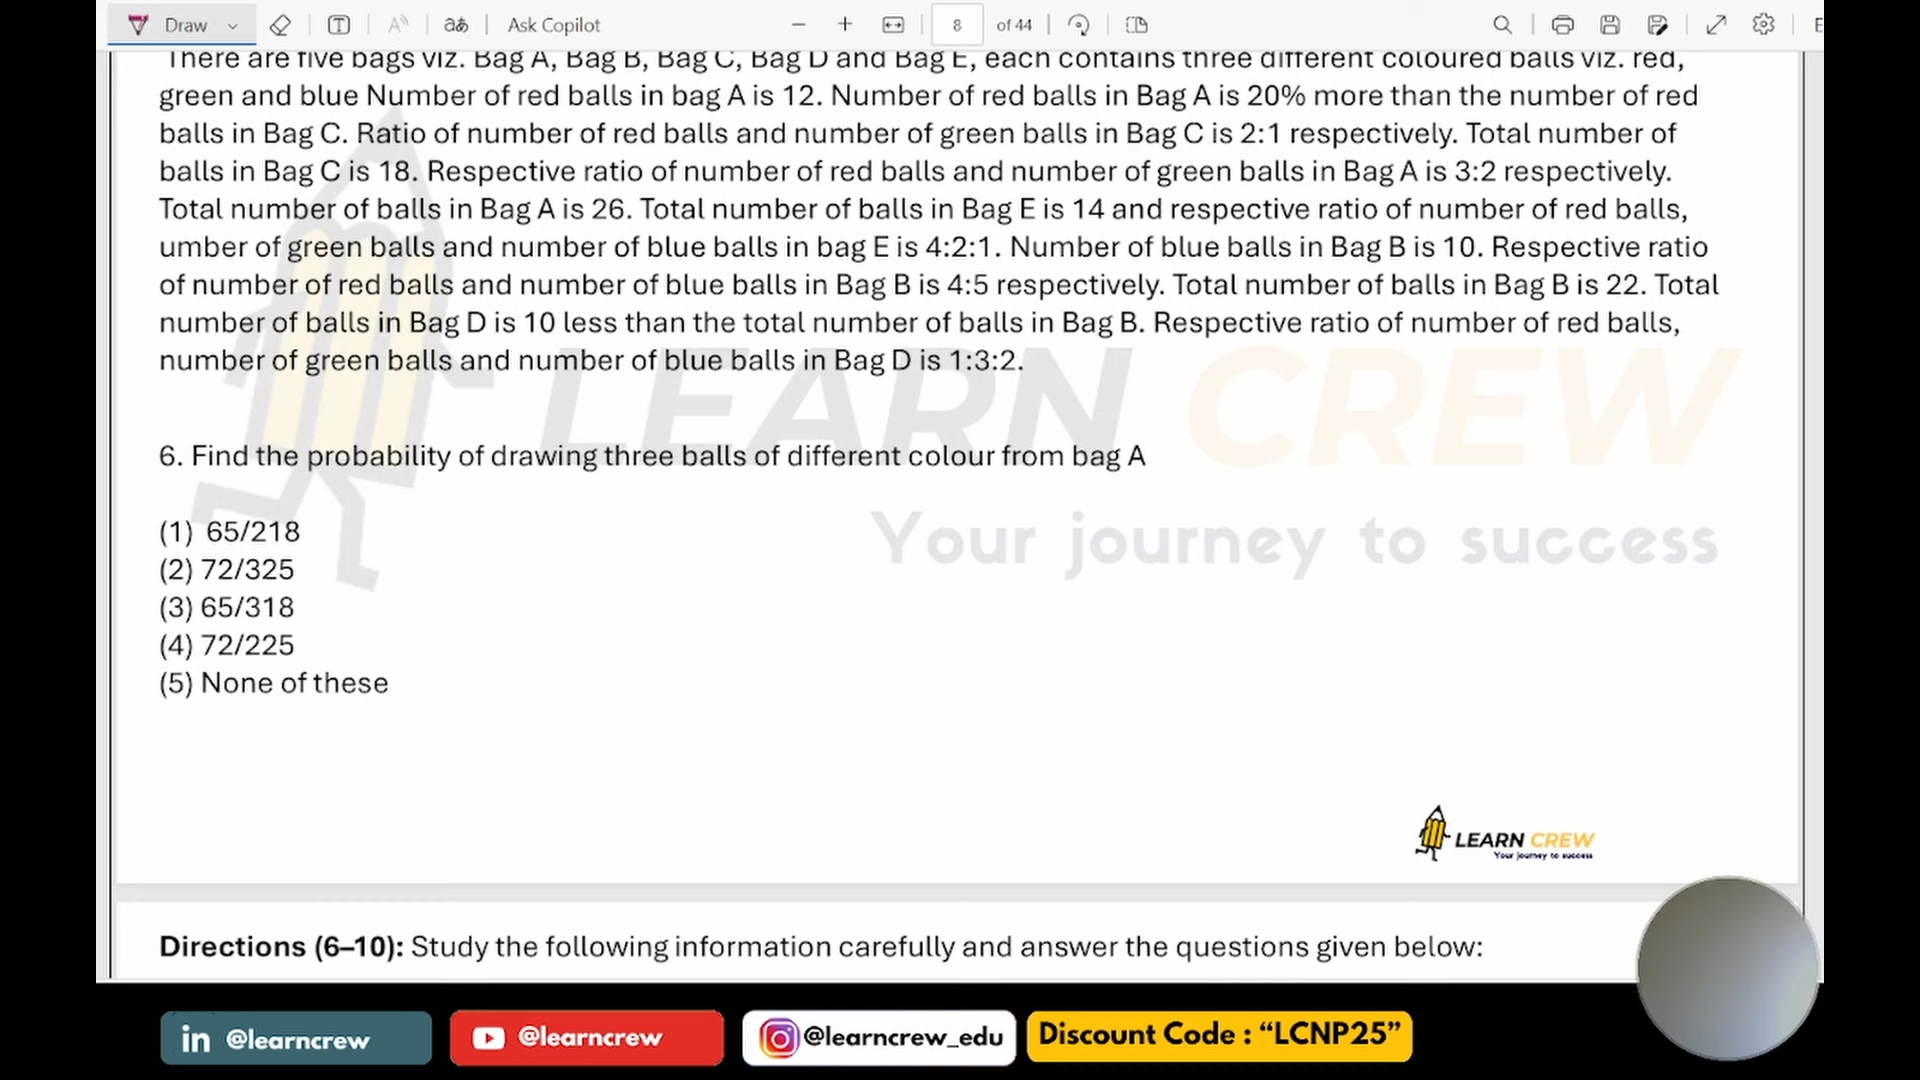 Draw
Ask Copilot
8 of 44
There are five bags viz. Bag A, Bag B, Bag C, Bag D and Bag E, each contains three different coloured balls viz. red,
green and blue Number of red balls in bag A is 12. Number of red balls in Bag A is 20% more than the number of red
balls in Bag C. Ratio of number of red balls and number of green balls in Bag C is 2:1 respectively. Total number of
balls in Bag C is 18. Respective ratio of number of red balls and number of green balls in Bag A is 3:2 respectively.
Total number of balls in Bag A is 26. Total number of balls in Bag E is 14 and respective ratio of number of red balls,
umber of green balls and number of blue balls in bag E is 4:2:1. Number of blue balls in Bag B is 10. Respective ratio
of number of red balls and number of blue balls in Bag B is 4:5 respectively. Total number of balls in Bag B is 22. Total
number of balls in Bag D is 10 less than the total number of balls in Bag B. Respective ratio of number of red balls,
number of green balls and number of blue balls in Bag D is 1:3:2.
LEARN CREW
Your journey to success
6. Find the probability of drawing three balls of different colour from bag A
(1) 65/218
(2) 72/325
(3) 65/318
(4) 72/225
(5) None of these
LEARN CREW
Your journey to success
Directions (6–10): Study the following information carefully and answer the questions given below:
in @learncrew
@learncrew
@learncrew_edu
Discount Code : “LCNP25”